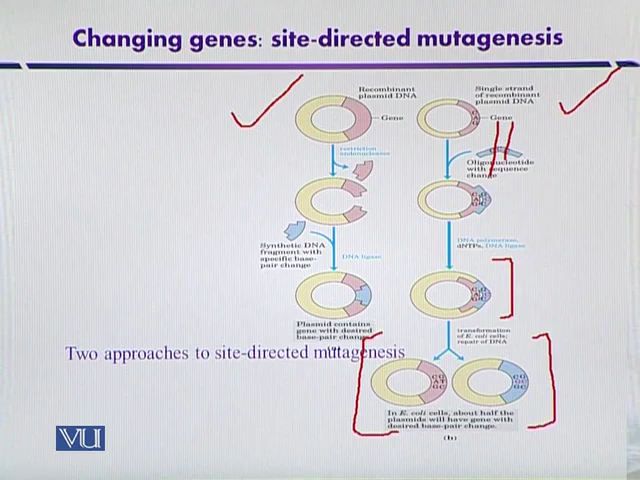 Changing genes: site-directed mutagenesis
Recombinant
plasmid DNA
Gene
restriction
endonucleases
Synthetic DNA
fragment with
specific base-
pair change
DNA ligase
Plasmid contains
gene with desired
base-pair change
Single strand
of recombinant
plasmid DNA
Gene
Oligonucleotide
with sequence
change
DNA polymerase,
dNTPs, DNA ligase
transformation
of E. coli cells;
repair of DNA
In E. coli cells, about half the
plasmids will have gene with
desired base-pair change.
(b)
Two approaches to site-directed mutagenesis
VU